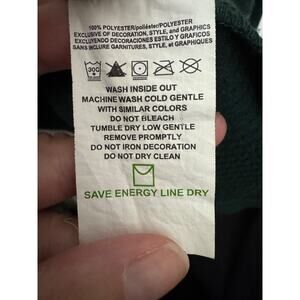 100% POLYESTER/poliéster/POLYESTER
EXCLUSIVE OF DECORATION, STYLE, and GRAPHICS
EXCLUYENDO DECORACIONES ESTILO Y GRAFICOS
SANS INCLURE GARNITURES, STYLE, et GRAPHIQUES
30C
WASH INSIDE OUT
MACHINE WASH COLD GENTLE
WITH SIMILAR COLORS
DO NOT BLEACH
TUMBLE DRY LOW GENTLE
REMOVE PROMPTLY
DO NOT IRON DECORATION
DO NOT DRY CLEAN
SAVE ENERGY LINE DRY